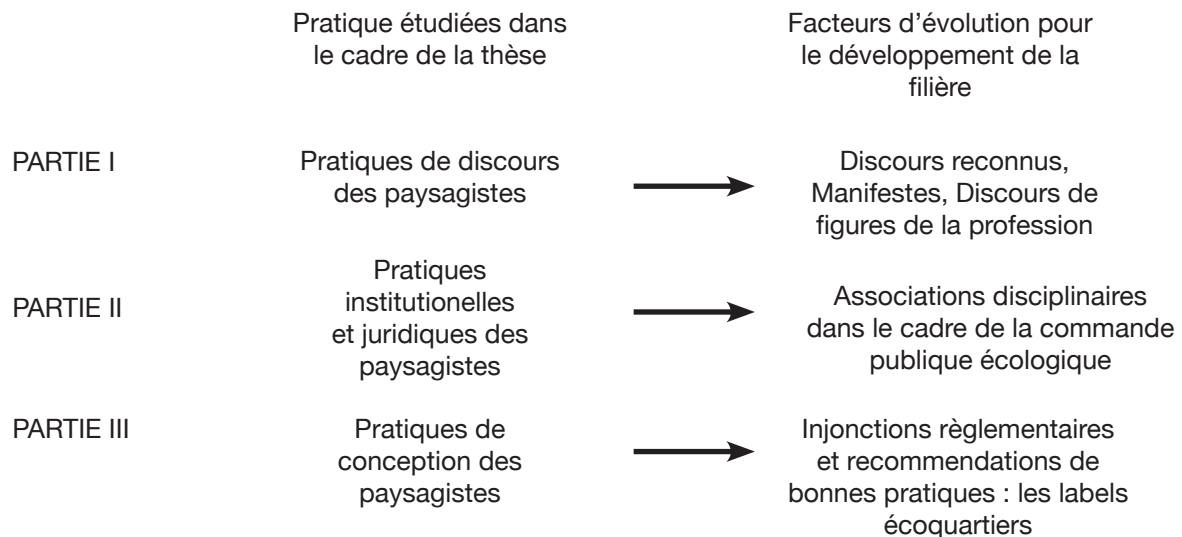 Pratique étudiées dans
le cadre de la thèse
Facteurs d'évolution pour
le développement de la
filière
PARTIE I
Pratiques de discours
des paysagistes
Discours reconnus,
Manifestes, Discours de
figures de la profession
PARTIE II
Pratiques
institutionelles
et juridiques des
paysagistes
Associations disciplinaires
dans le cadre de la commande
publique écologique
PARTIE III
Pratiques de
conception des
paysagistes
Injonctions règlementaires
et recommendations de
bonnes pratiques : les labels
écoquartiers